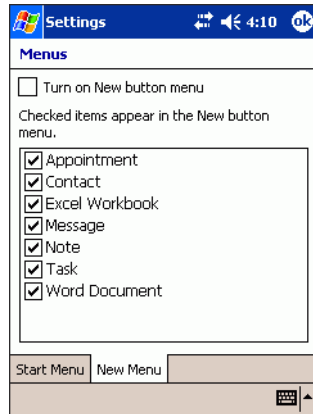 Settings 4:10 ok
Menus
Turn on New button menu
Checked items appear in the New button
menu.
Appointment
Contact
Excel Workbook
Message
Note
Task
Word Document
Start Menu New Menu